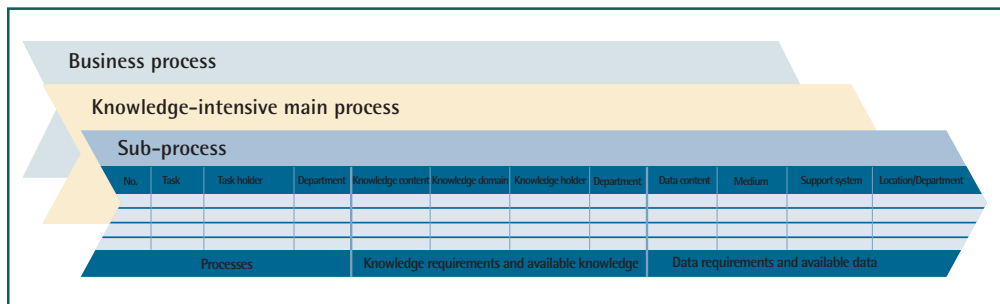 Business process
Knowledge-intensive main process
Sub-process
No. Task Task holder Department Knowledge content Knowledge domain Knowledge holder Department Data content Medium Support system Location/Department
Processes Knowledge requirements and available knowledge Data requirements and available data